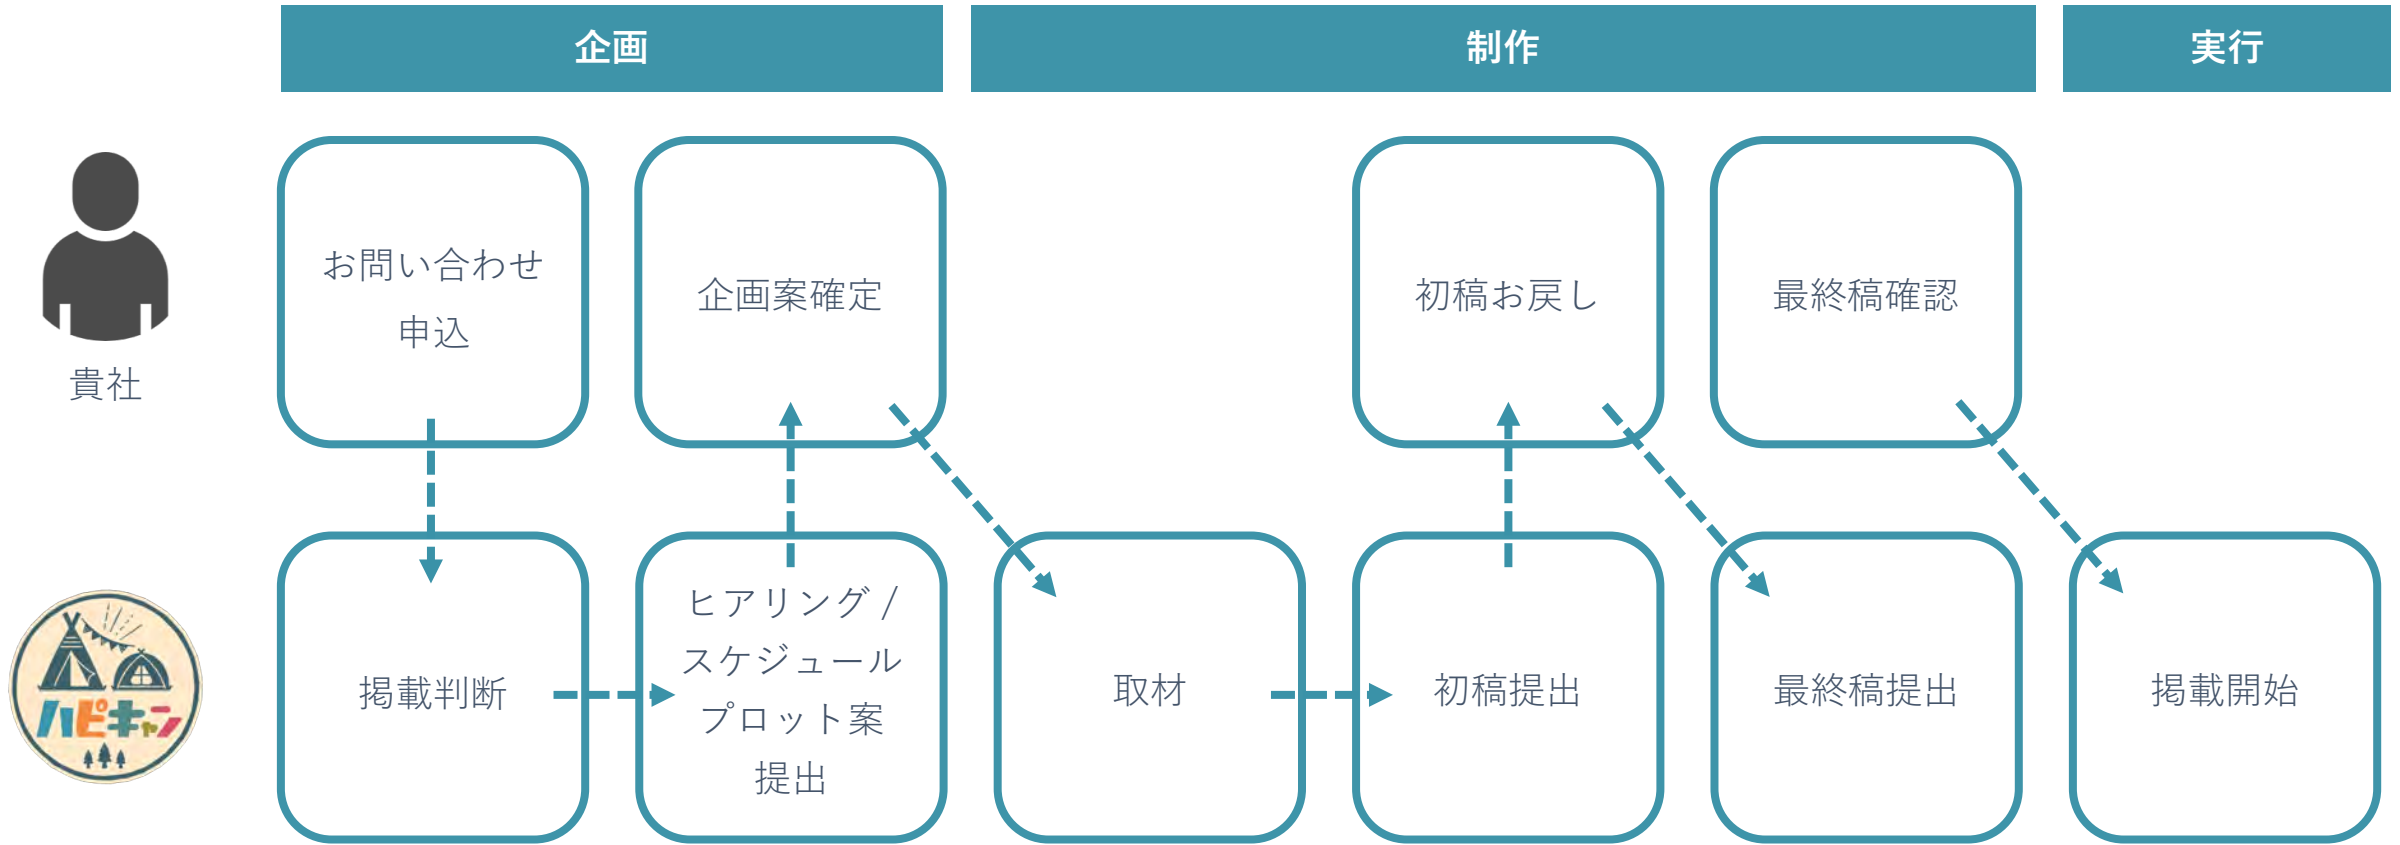 企画
制作
実行
貴社
お問い合わせ
申込
企画案確定
初稿お戻し
最終稿確認
ハピキャン
掲載判断
ヒアリング /
スケジュール
プロット案
提出
取材
初稿提出
最終稿提出
掲載開始